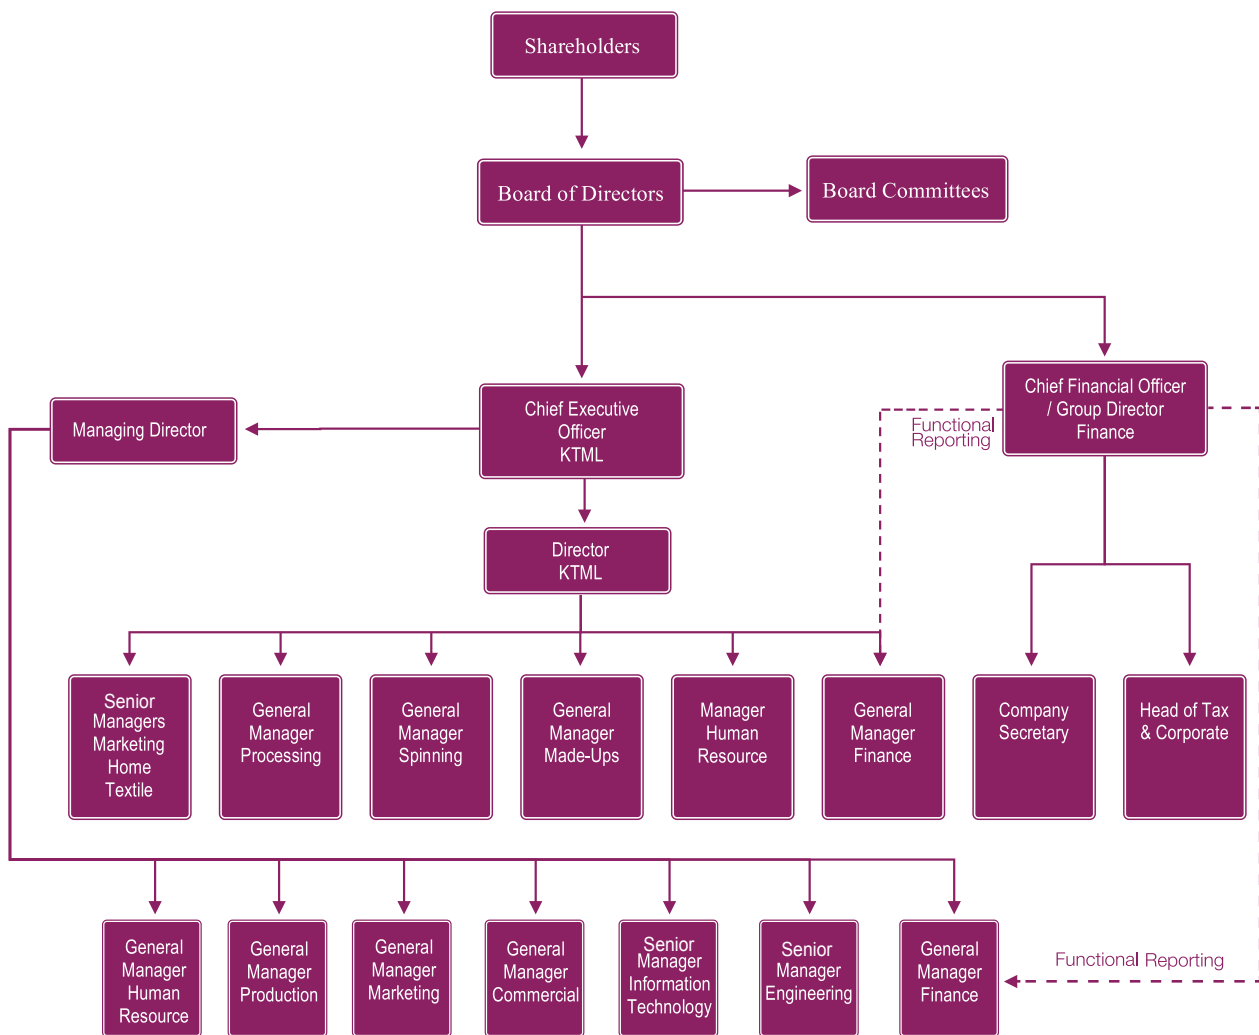 Shareholders
Board of Directors
Board Committees
Chief Executive
Officer
KTML
Managing Director
Chief Financial Officer
/ Group Director
Finance
Functional
Reporting
Director
KTML
Senior
Managers
Marketing
Home
Textile
General
Manager
Processing
General
Manager
Spinning
General
Manager
Made-Ups
Manager
Human
Resource
General
Manager
Finance
Company
Secretary
Head of Tax
& Corporate
General
Manager
Human
Resource
General
Manager
Production
General
Manager
Marketing
General
Manager
Commercial
Senior
Manager
Information
Technology
Senior
Manager
Engineering
General
Manager
Finance
Functional Reporting